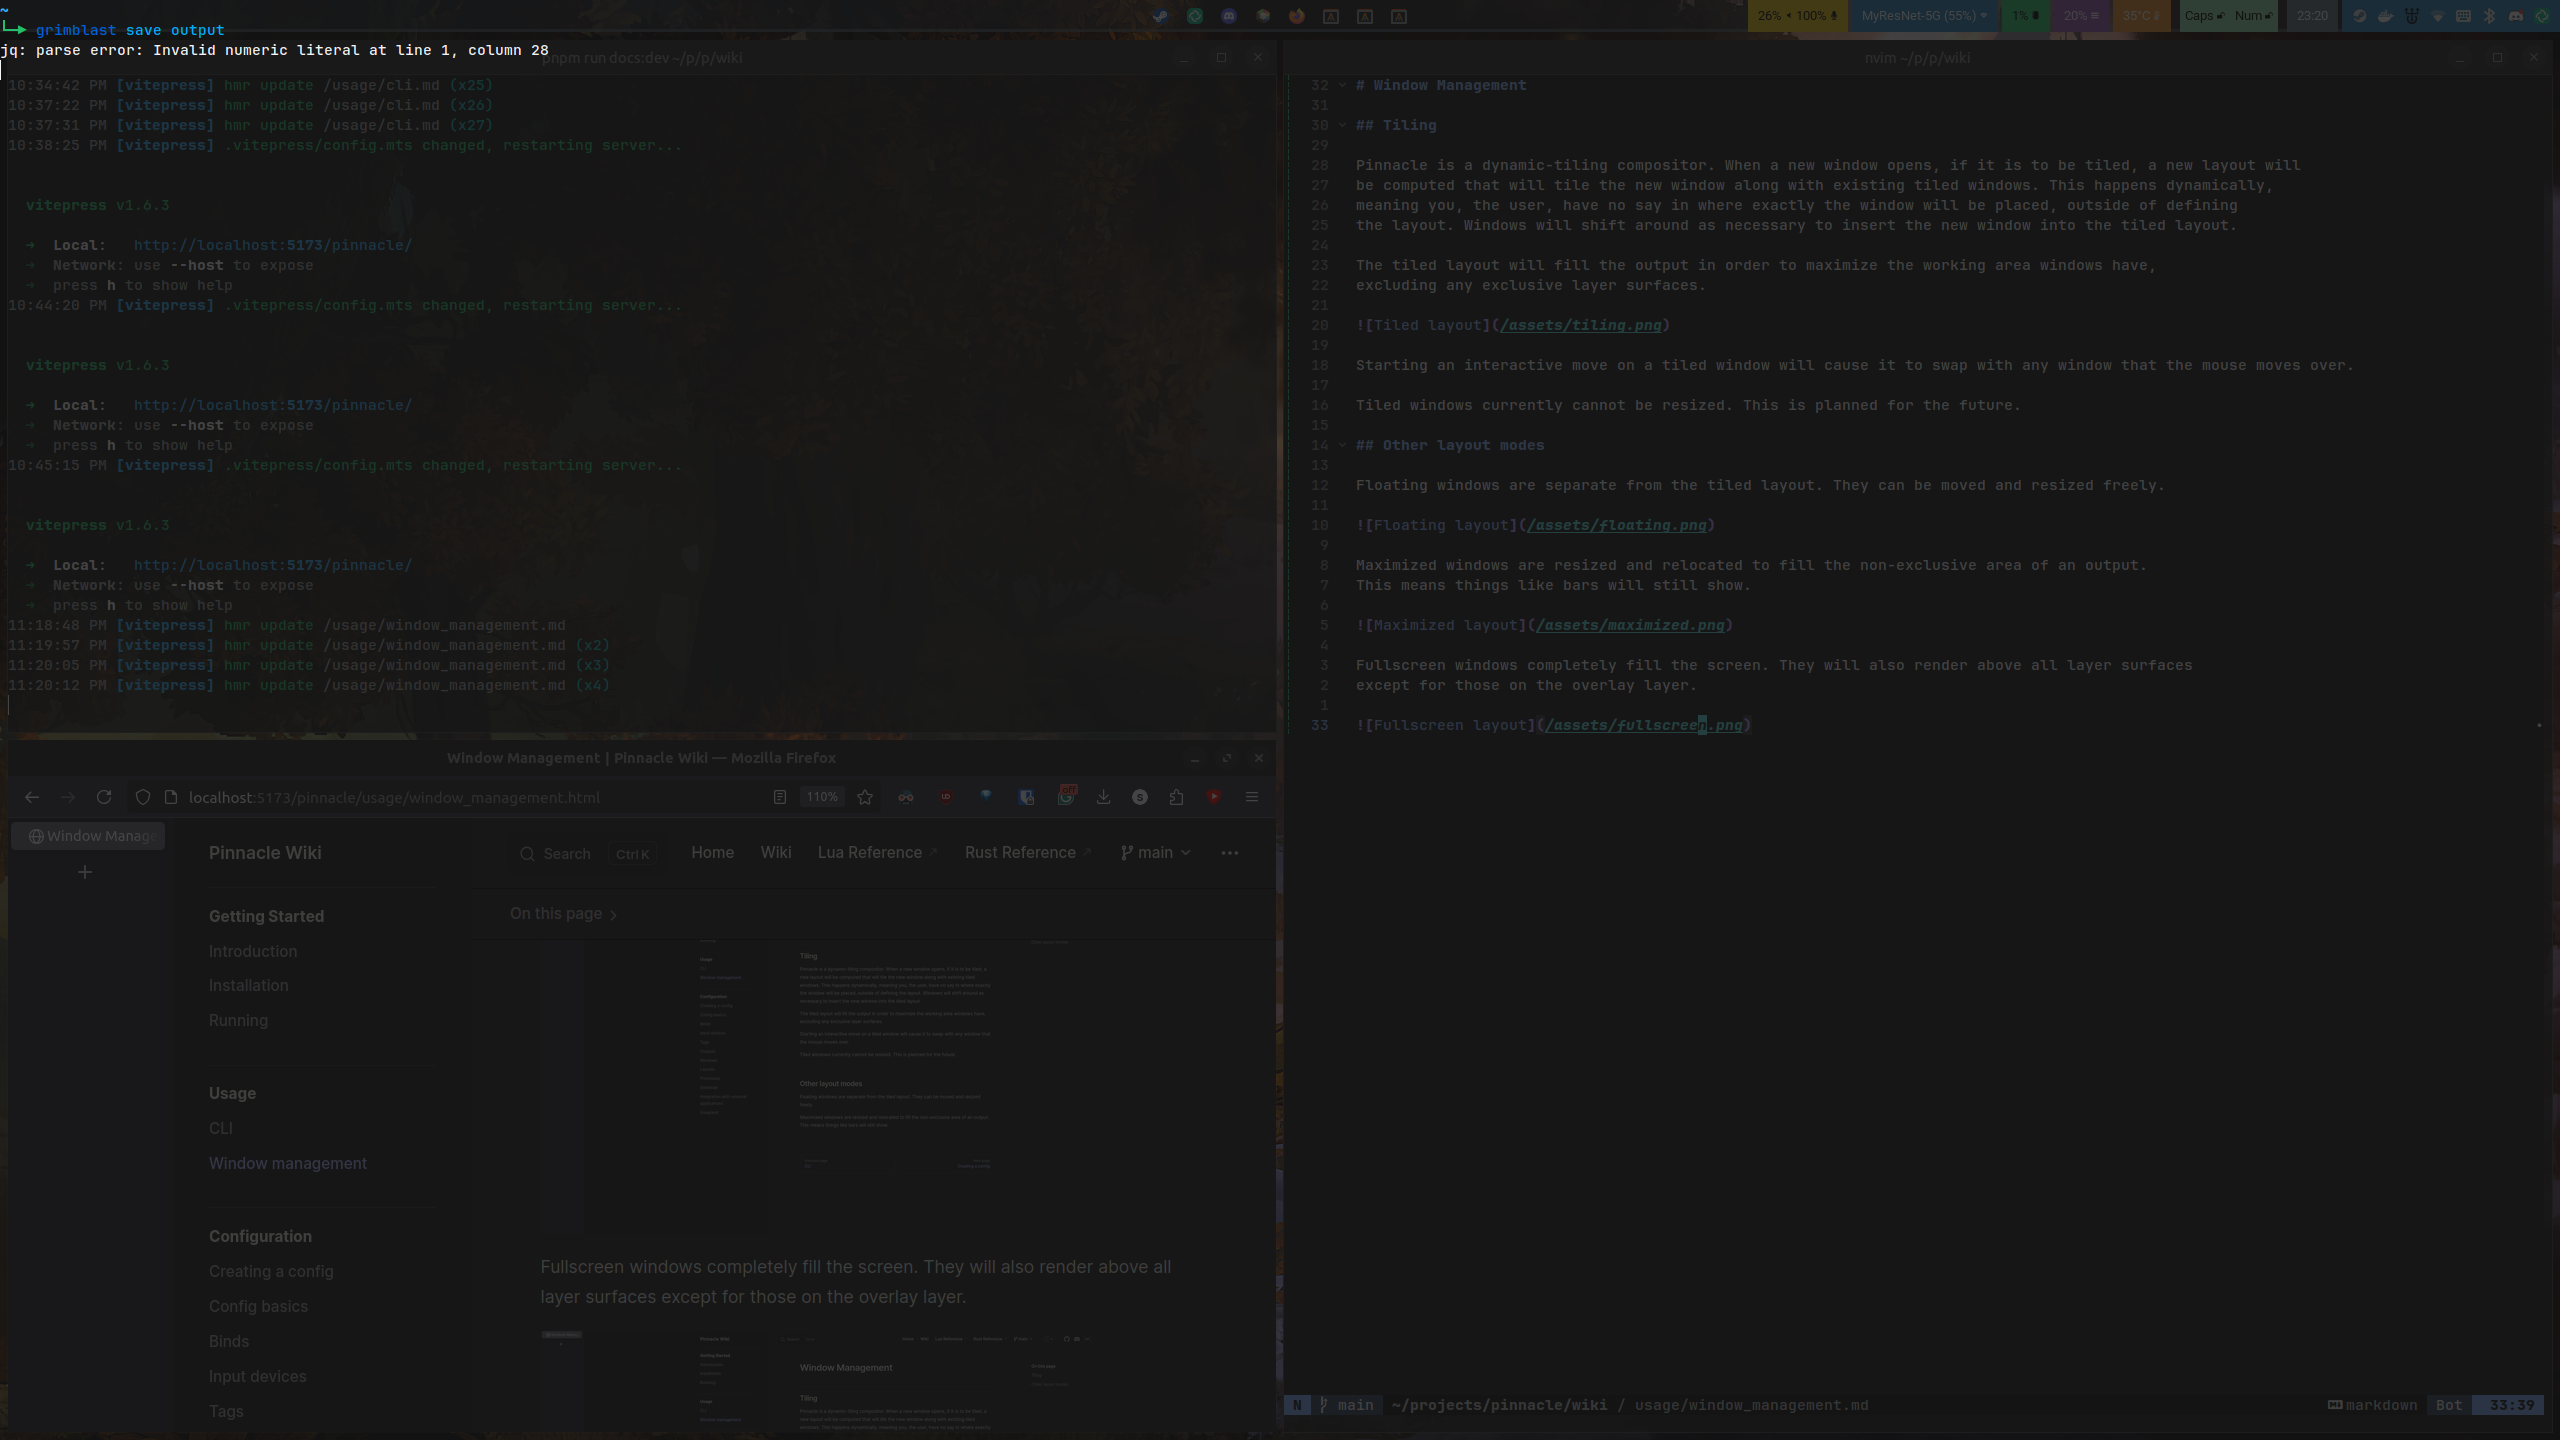 ~
grimblast save output
jq: parse error: Invalid numeric literal at line 1, column 28
26% 100% MyResNet-5G (55%) 1% 20% 35°C Caps Num 23:20
pnpm run docs:dev ~/p/p/wiki
10:34:42 PM [vitepress] hmr update /usage/cli.md (x25)
10:37:22 PM [vitepress] hmr update /usage/cli.md (x26)
10:37:31 PM [vitepress] hmr update /usage/cli.md (x27)
10:38:25 PM [vitepress] .vitepress/config.mts changed, restarting server...
vitepress v1.6.3
➜ Local: http://localhost:5173/pinnacle/
➜ Network: use --host to expose
➜ press h to show help
10:44:20 PM [vitepress] .vitepress/config.mts changed, restarting server...
vitepress v1.6.3
➜ Local: http://localhost:5173/pinnacle/
➜ Network: use --host to expose
➜ press h to show help
10:45:15 PM [vitepress] .vitepress/config.mts changed, restarting server...
vitepress v1.6.3
➜ Local: http://localhost:5173/pinnacle/
➜ Network: use --host to expose
➜ press h to show help
11:18:48 PM [vitepress] hmr update /usage/window_management.md
11:19:57 PM [vitepress] hmr update /usage/window_management.md (x2)
11:20:05 PM [vitepress] hmr update /usage/window_management.md (x3)
11:20:12 PM [vitepress] hmr update /usage/window_management.md (x4)
nvim ~/p/p/wiki
32 # Window Management
31
30 ## Tiling
29
28 Pinnacle is a dynamic-tiling compositor. When a new window opens, if it is to be tiled, a new layout will
27 be computed that will tile the new window along with existing tiled windows. This happens dynamically,
26 meaning you, the user, have no say in where exactly the window will be placed, outside of defining
25 the layout. Windows will shift around as necessary to insert the new window into the tiled layout.
24
23 The tiled layout will fill the output in order to maximize the working area windows have,
22 excluding any exclusive layer surfaces.
21
20 ![Tiled layout](/assets/tiling.png)
19
18 Starting an interactive move on a tiled window will cause it to swap with any window that the mouse moves over.
17
16 Tiled windows currently cannot be resized. This is planned for the future.
15
14 ## Other layout modes
13
12 Floating windows are separate from the tiled layout. They can be moved and resized freely.
11
10 ![Floating layout](/assets/floating.png)
9
8 Maximized windows are resized and relocated to fill the non-exclusive area of an output.
7 This means things like bars will still show.
6
5 ![Maximized layout](/assets/maximized.png)
4
3 Fullscreen windows completely fill the screen. They will also render above all layer surfaces
2 except for those on the overlay layer.
1
33 ![Fullscreen layout](/assets/fullscreen.png)
N main ~/projects/pinnacle/wiki / usage/window_management.md markdown Bot 33:39
Window Management | Pinnacle Wiki — Mozilla Firefox
localhost:5173/pinnacle/usage/window_management.html 110% off
Window Manage
Pinnacle Wiki
Search Ctrl K Home Wiki Lua Reference Rust Reference main
On this page
Getting Started
Introduction
Installation
Running
Usage
CLI
Window management
Configuration
Creating a config
Config basics
Binds
Input devices
Tags
Tiling
Other layout modes
Fullscreen windows completely fill the screen. They will also render above all
layer surfaces except for those on the overlay layer.
Window Management
Tiling